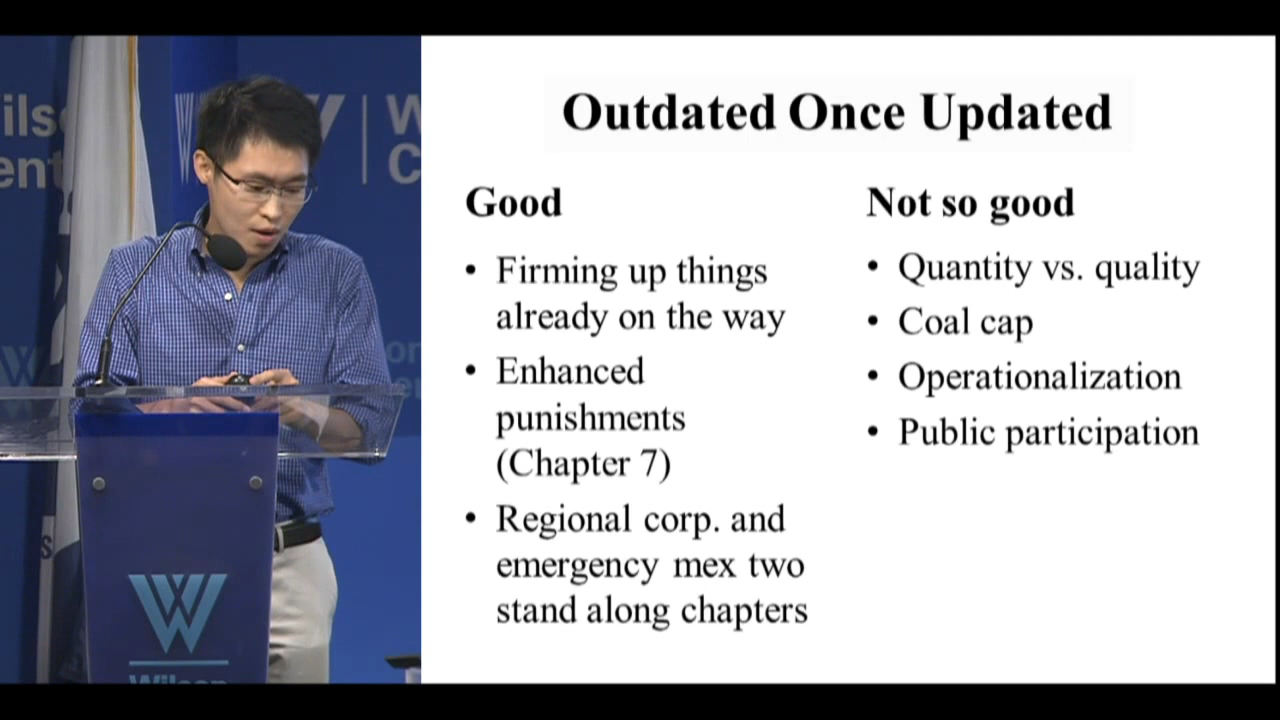 Outdated Once Updated
Good
• Firming up things
already on the way
• Enhanced
punishments
(Chapter 7)
• Regional corp. and
emergency mex two
stand along chapters
Not so good
• Quantity vs. quality
• Coal cap
• Operationalization
• Public participation